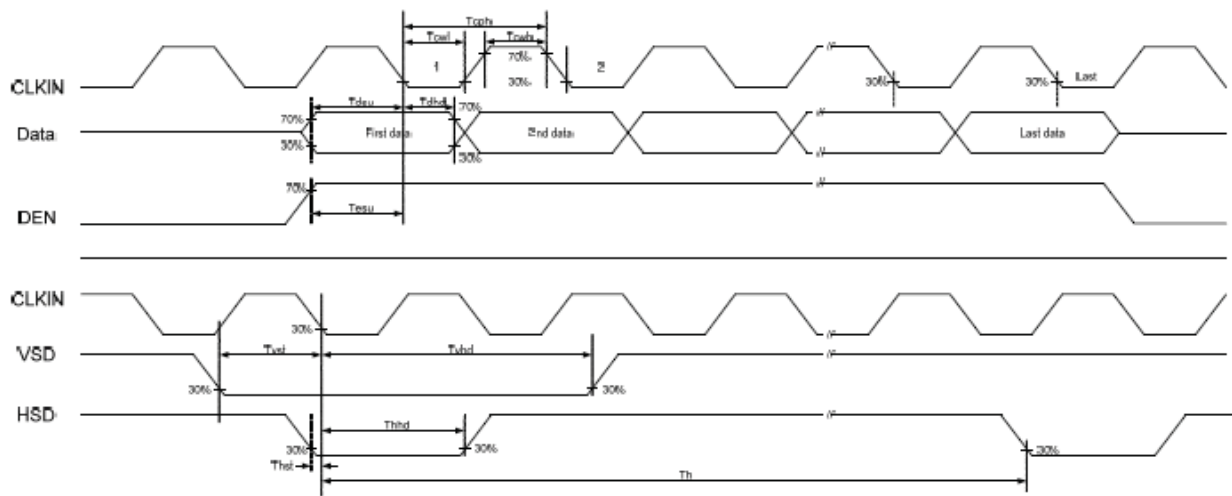 Tcph
Tcwl Tcwh
1 70% 2
CLKIN 30% 30% 30% Last
Tdsu Tdhd 70%
70%
Data First data 2nd data Last data
30% 30%
70%
DEN Tesu
CLKIN
30%
VSD Tvst Tvhd
30% 30%
HSD
Thhd
30% 30% 30%
Thst
Th